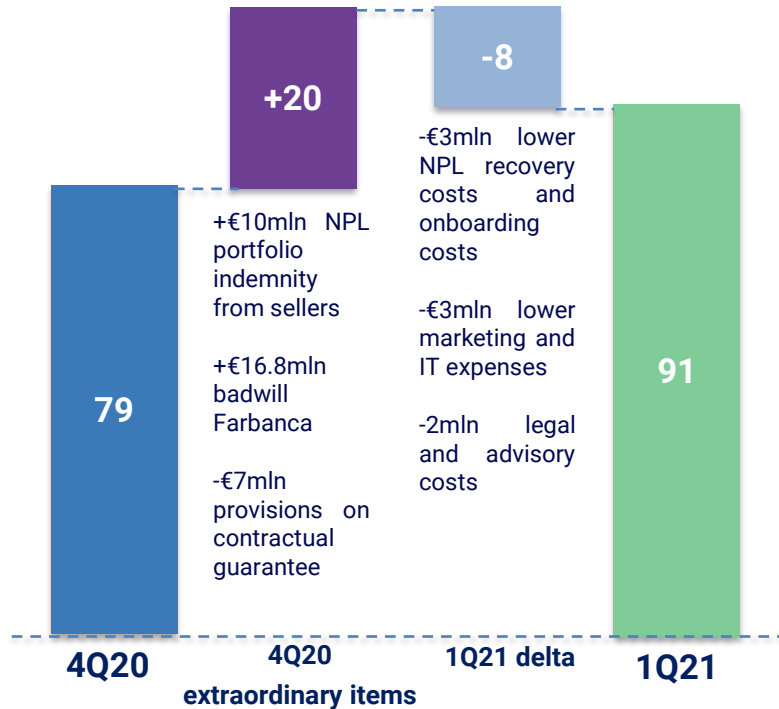 -8
+20
-€3mln lower
NPL recovery
costs and
onboarding
costs
+€10mln NPL
portfolio
indemnity
from sellers
-€3mln lower
marketing and
IT expenses
91
+€16.8mln
badwill
Farbanca
79
-2mln legal
and advisory
costs
-€7mln
provisions on
contractual
guarantee
4Q20
4Q20
extraordinary items
1Q21 delta
1Q21